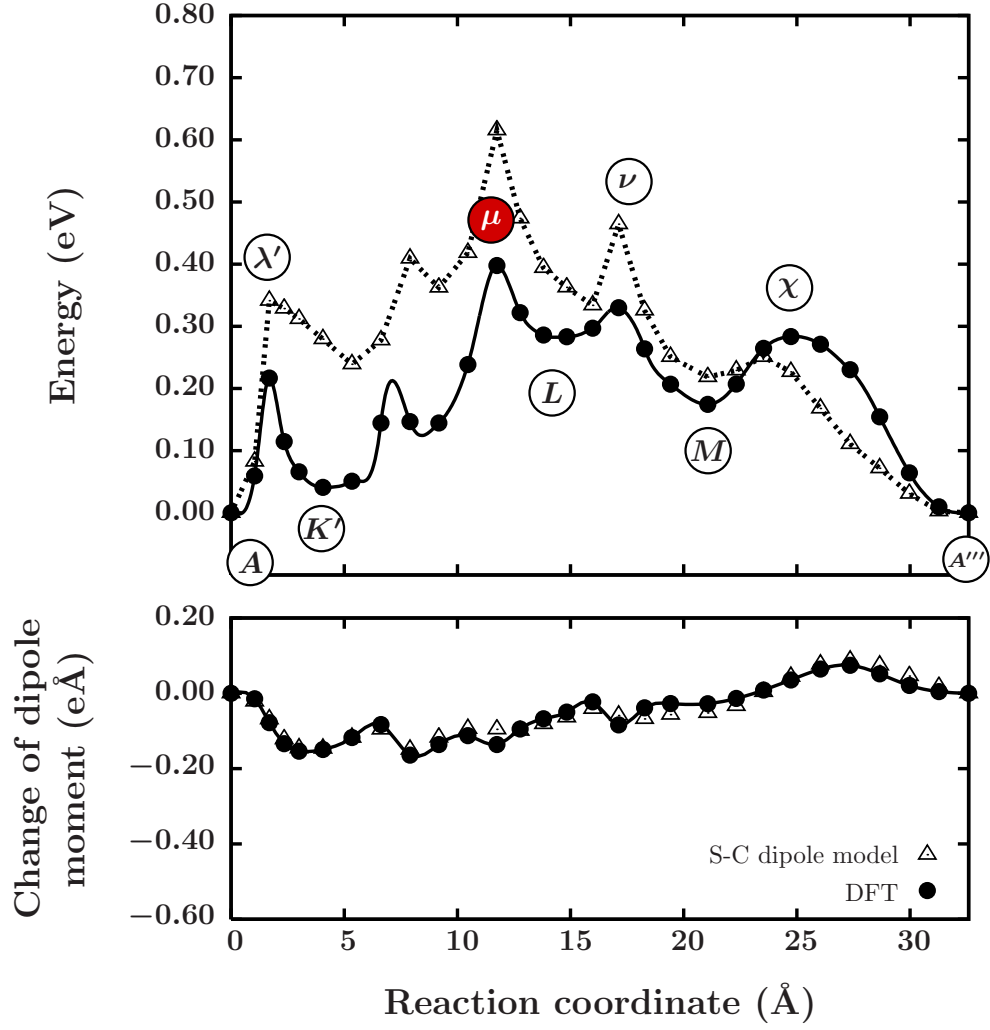 0.80
0.70
0.60
0.50
0.40
0.30
0.20
0.10
0.00
Energy (eV)
λ′
μ
ν
χ
L
M
K′
A
A′′′
0.20
0.00
−0.20
−0.40
−0.60
Change of dipole
moment (eÅ)
S-C dipole model
DFT
0 5 10 15 20 25 30
Reaction coordinate (Å)